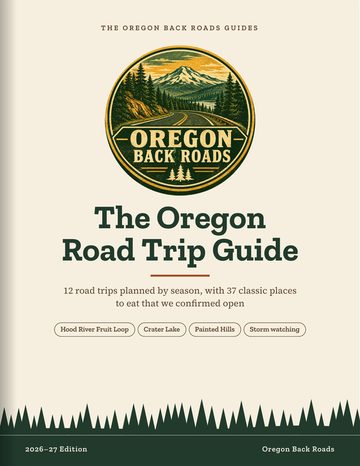 THE OREGON BACK ROADS GUIDES
OREGON
BACK ROADS
The Oregon
Road Trip Guide
12 road trips planned by season, with 37 classic places
to eat that we confirmed open
Hood River Fruit Loop
Crater Lake
Painted Hills
Storm watching
2026–27 Edition
Oregon Back Roads